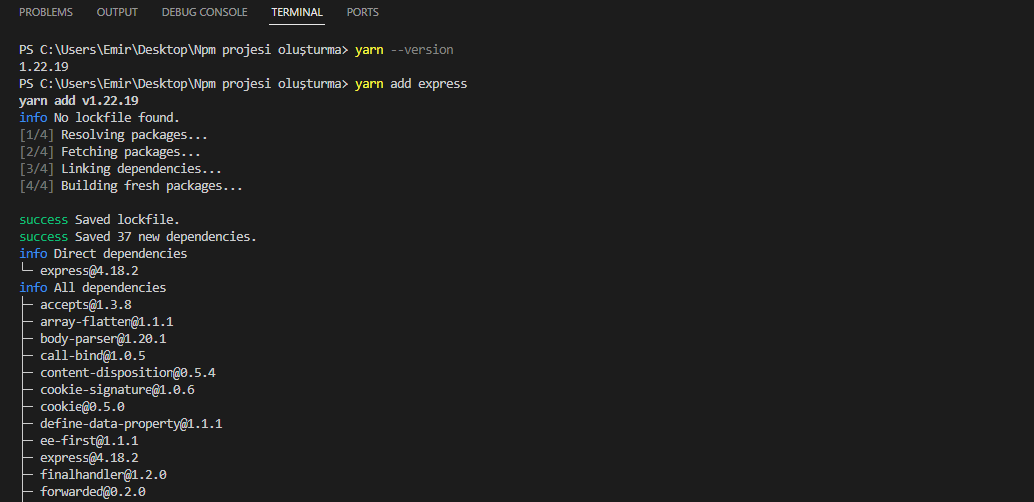 PROBLEMS OUTPUT DEBUG CONSOLE TERMINAL PORTS
PS C:\Users\Emir\Desktop\Npm projesi oluşturma> yarn --version
1.22.19
PS C:\Users\Emir\Desktop\Npm projesi oluşturma> yarn add express
yarn add v1.22.19
info No lockfile found.
[1/4] Resolving packages...
[2/4] Fetching packages...
[3/4] Linking dependencies...
[4/4] Building fresh packages...
success Saved lockfile.
success Saved 37 new dependencies.
info Direct dependencies
└─ express@4.18.2
info All dependencies
├─ accepts@1.3.8
├─ array-flatten@1.1.1
├─ body-parser@1.20.1
├─ call-bind@1.0.5
├─ content-disposition@0.5.4
├─ cookie-signature@1.0.6
├─ cookie@0.5.0
├─ define-data-property@1.1.1
├─ ee-first@1.1.1
├─ express@4.18.2
├─ finalhandler@1.2.0
├─ forwarded@0.2.0